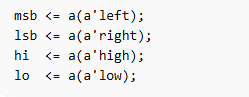 msb <= a(a'left);
lsb <= a(a'right);
hi  <= a(a'high);
lo  <= a(a'low);